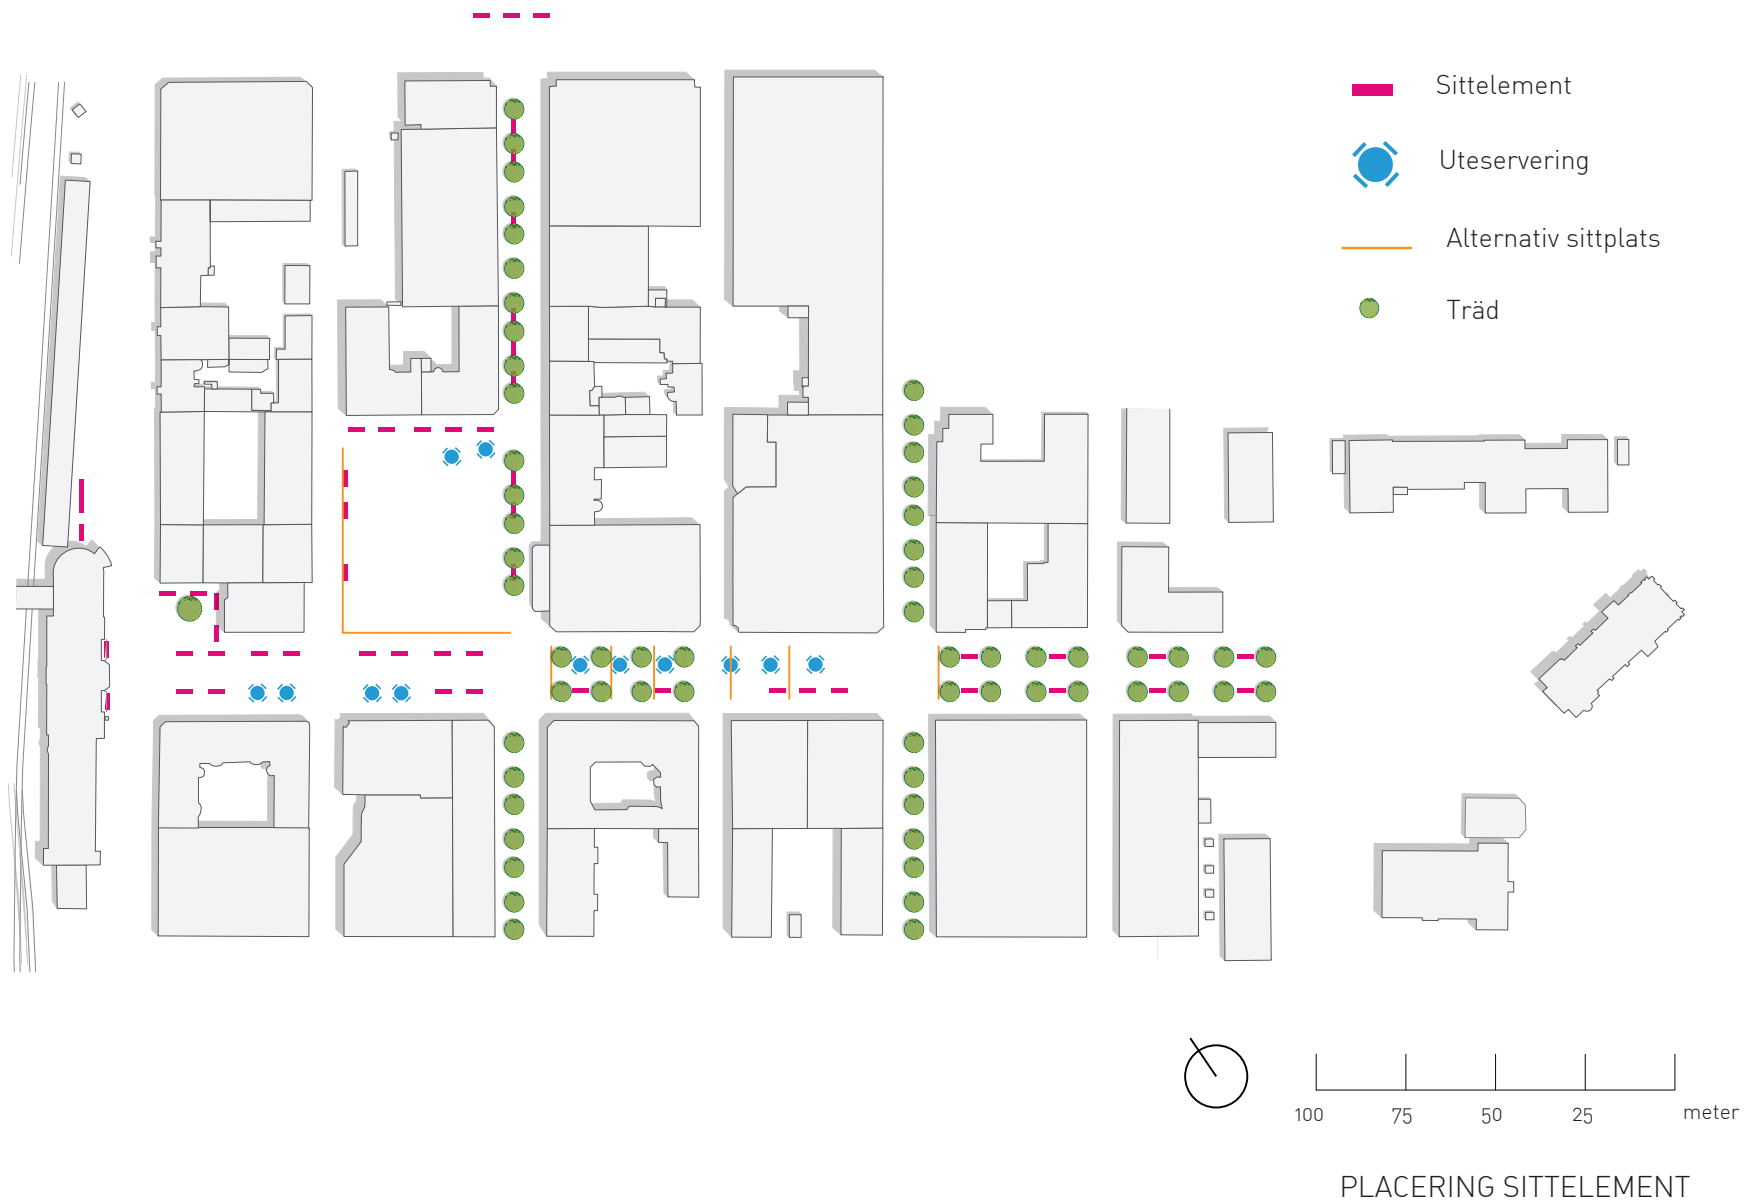 Sittelement
Uteservering
Alternativ sittplats
Träd
100 75 50 25 meter
PLACERING SITTELEMENT